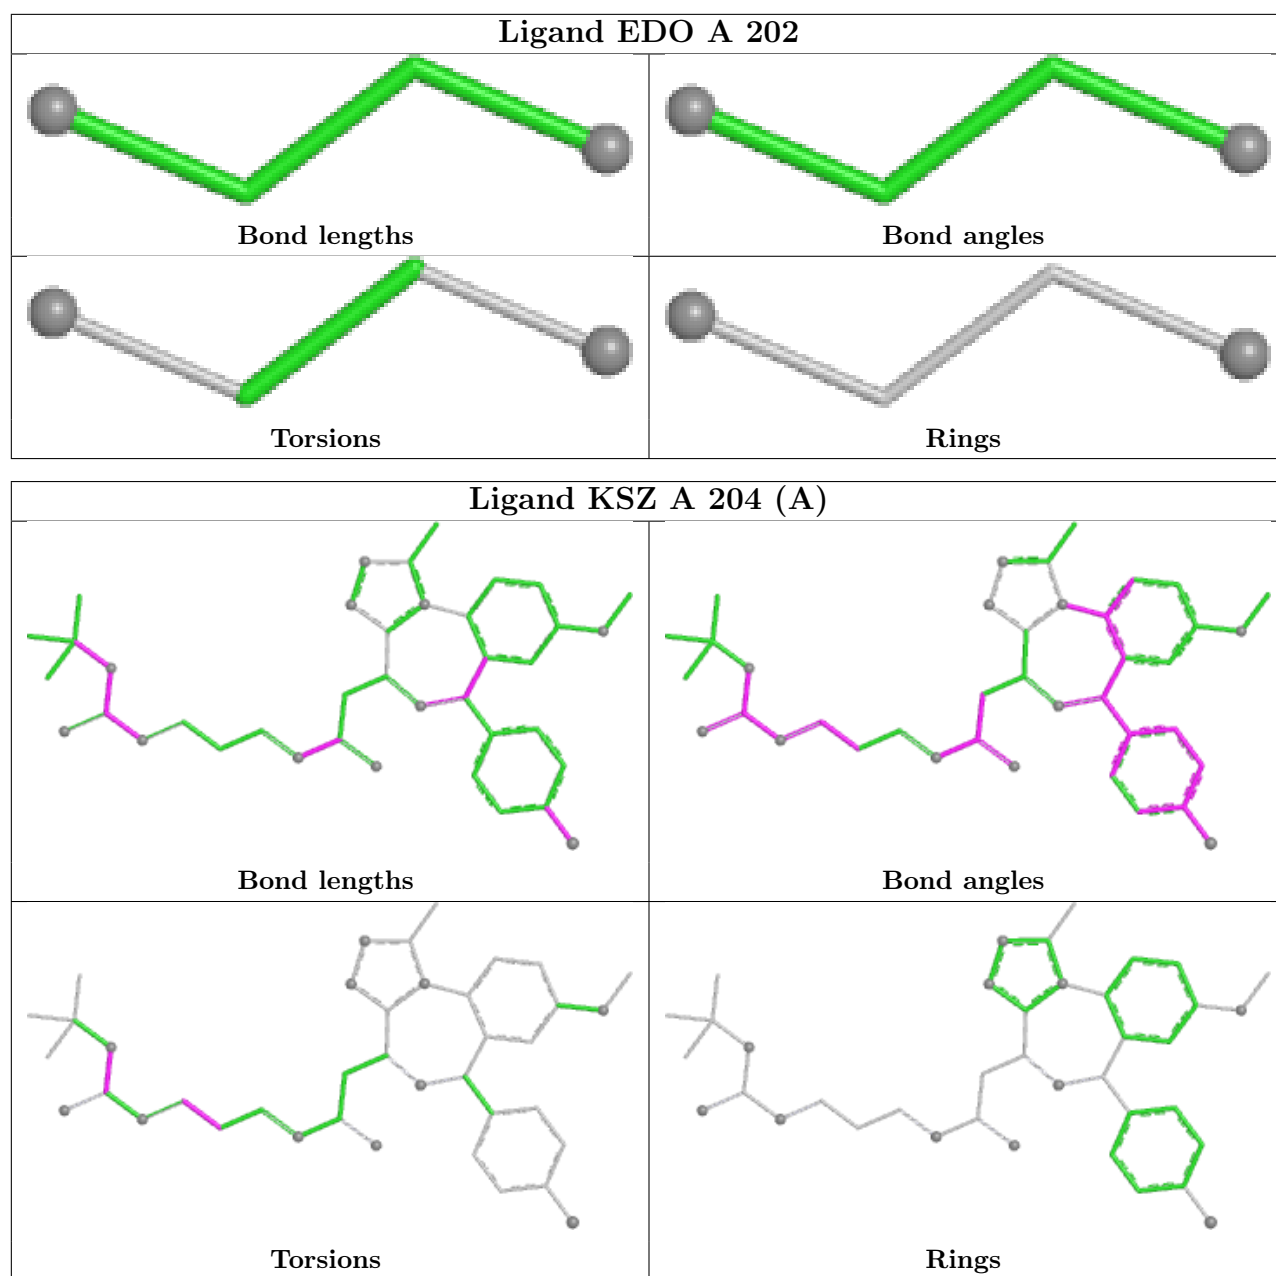 Ligand EDO A 202
Bond lengths
Bond angles
Torsions
Rings
Ligand KSZ A 204 (A)
Bond lengths
Bond angles
Torsions
Rings